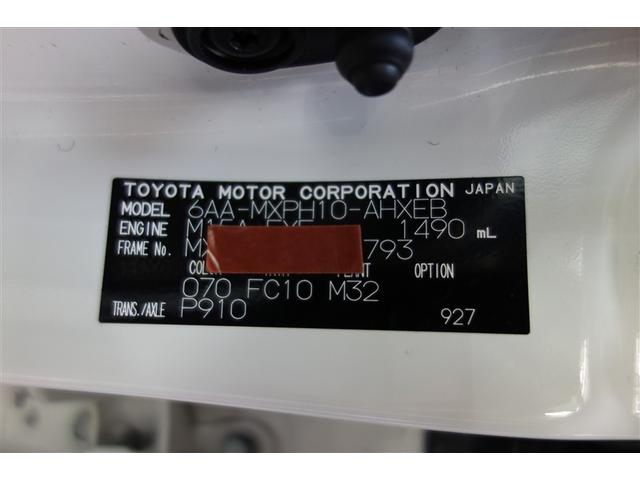 TOYOTA MOTOR CORPORATION JAPAN
MODEL 6AA-MXPH10-AHXEB
ENGINE 1490 mL
FRAME No. MX 793
OPTION
070 FC10 M32
TRANS./AXLE P910 927